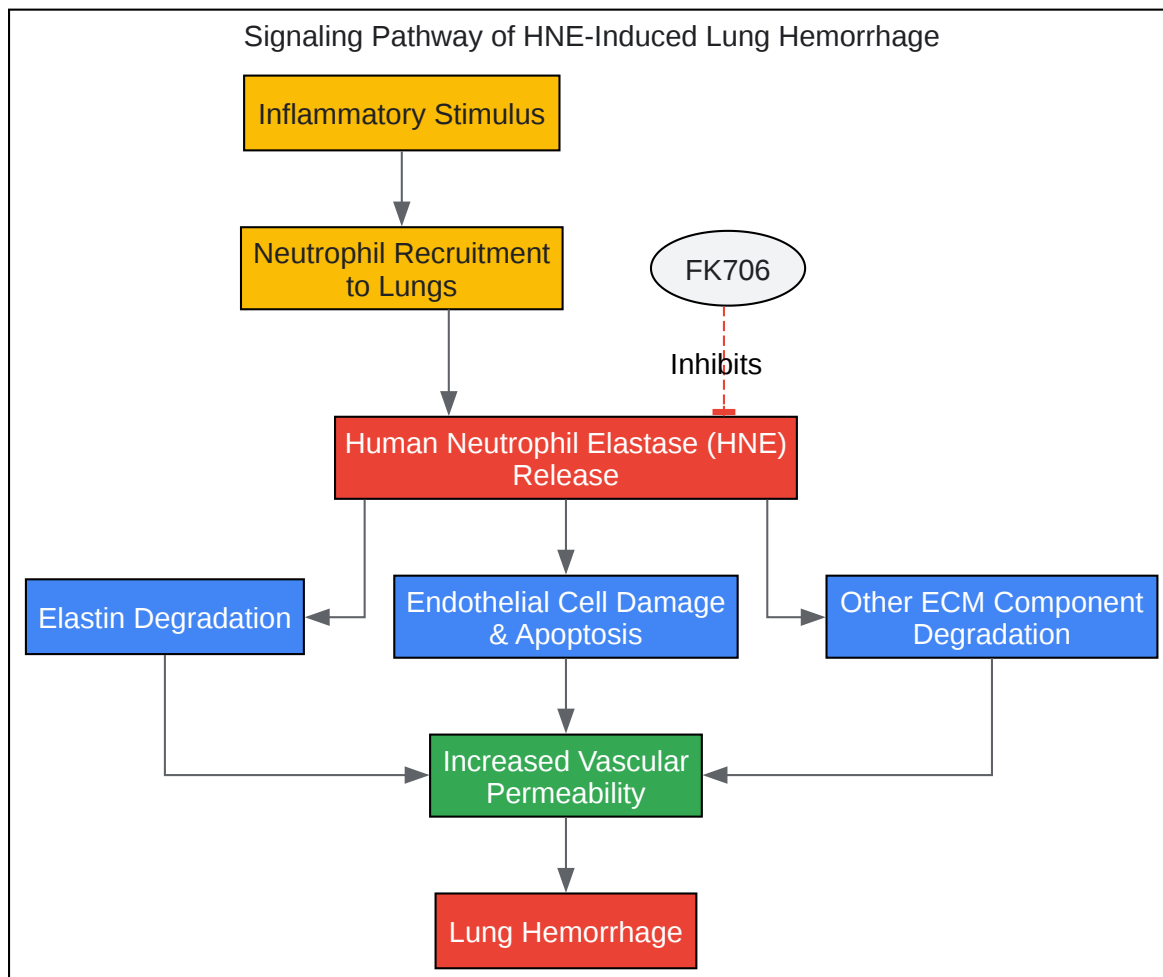 Signaling Pathway of HNE-Induced Lung Hemorrhage
Inflammatory Stimulus
Neutrophil Recruitment
to Lungs
FK706
Inhibits
Human Neutrophil Elastase (HNE)
Release
Elastin Degradation
Endothelial Cell Damage
& Apoptosis
Other ECM Component
Degradation
Increased Vascular
Permeability
Lung Hemorrhage